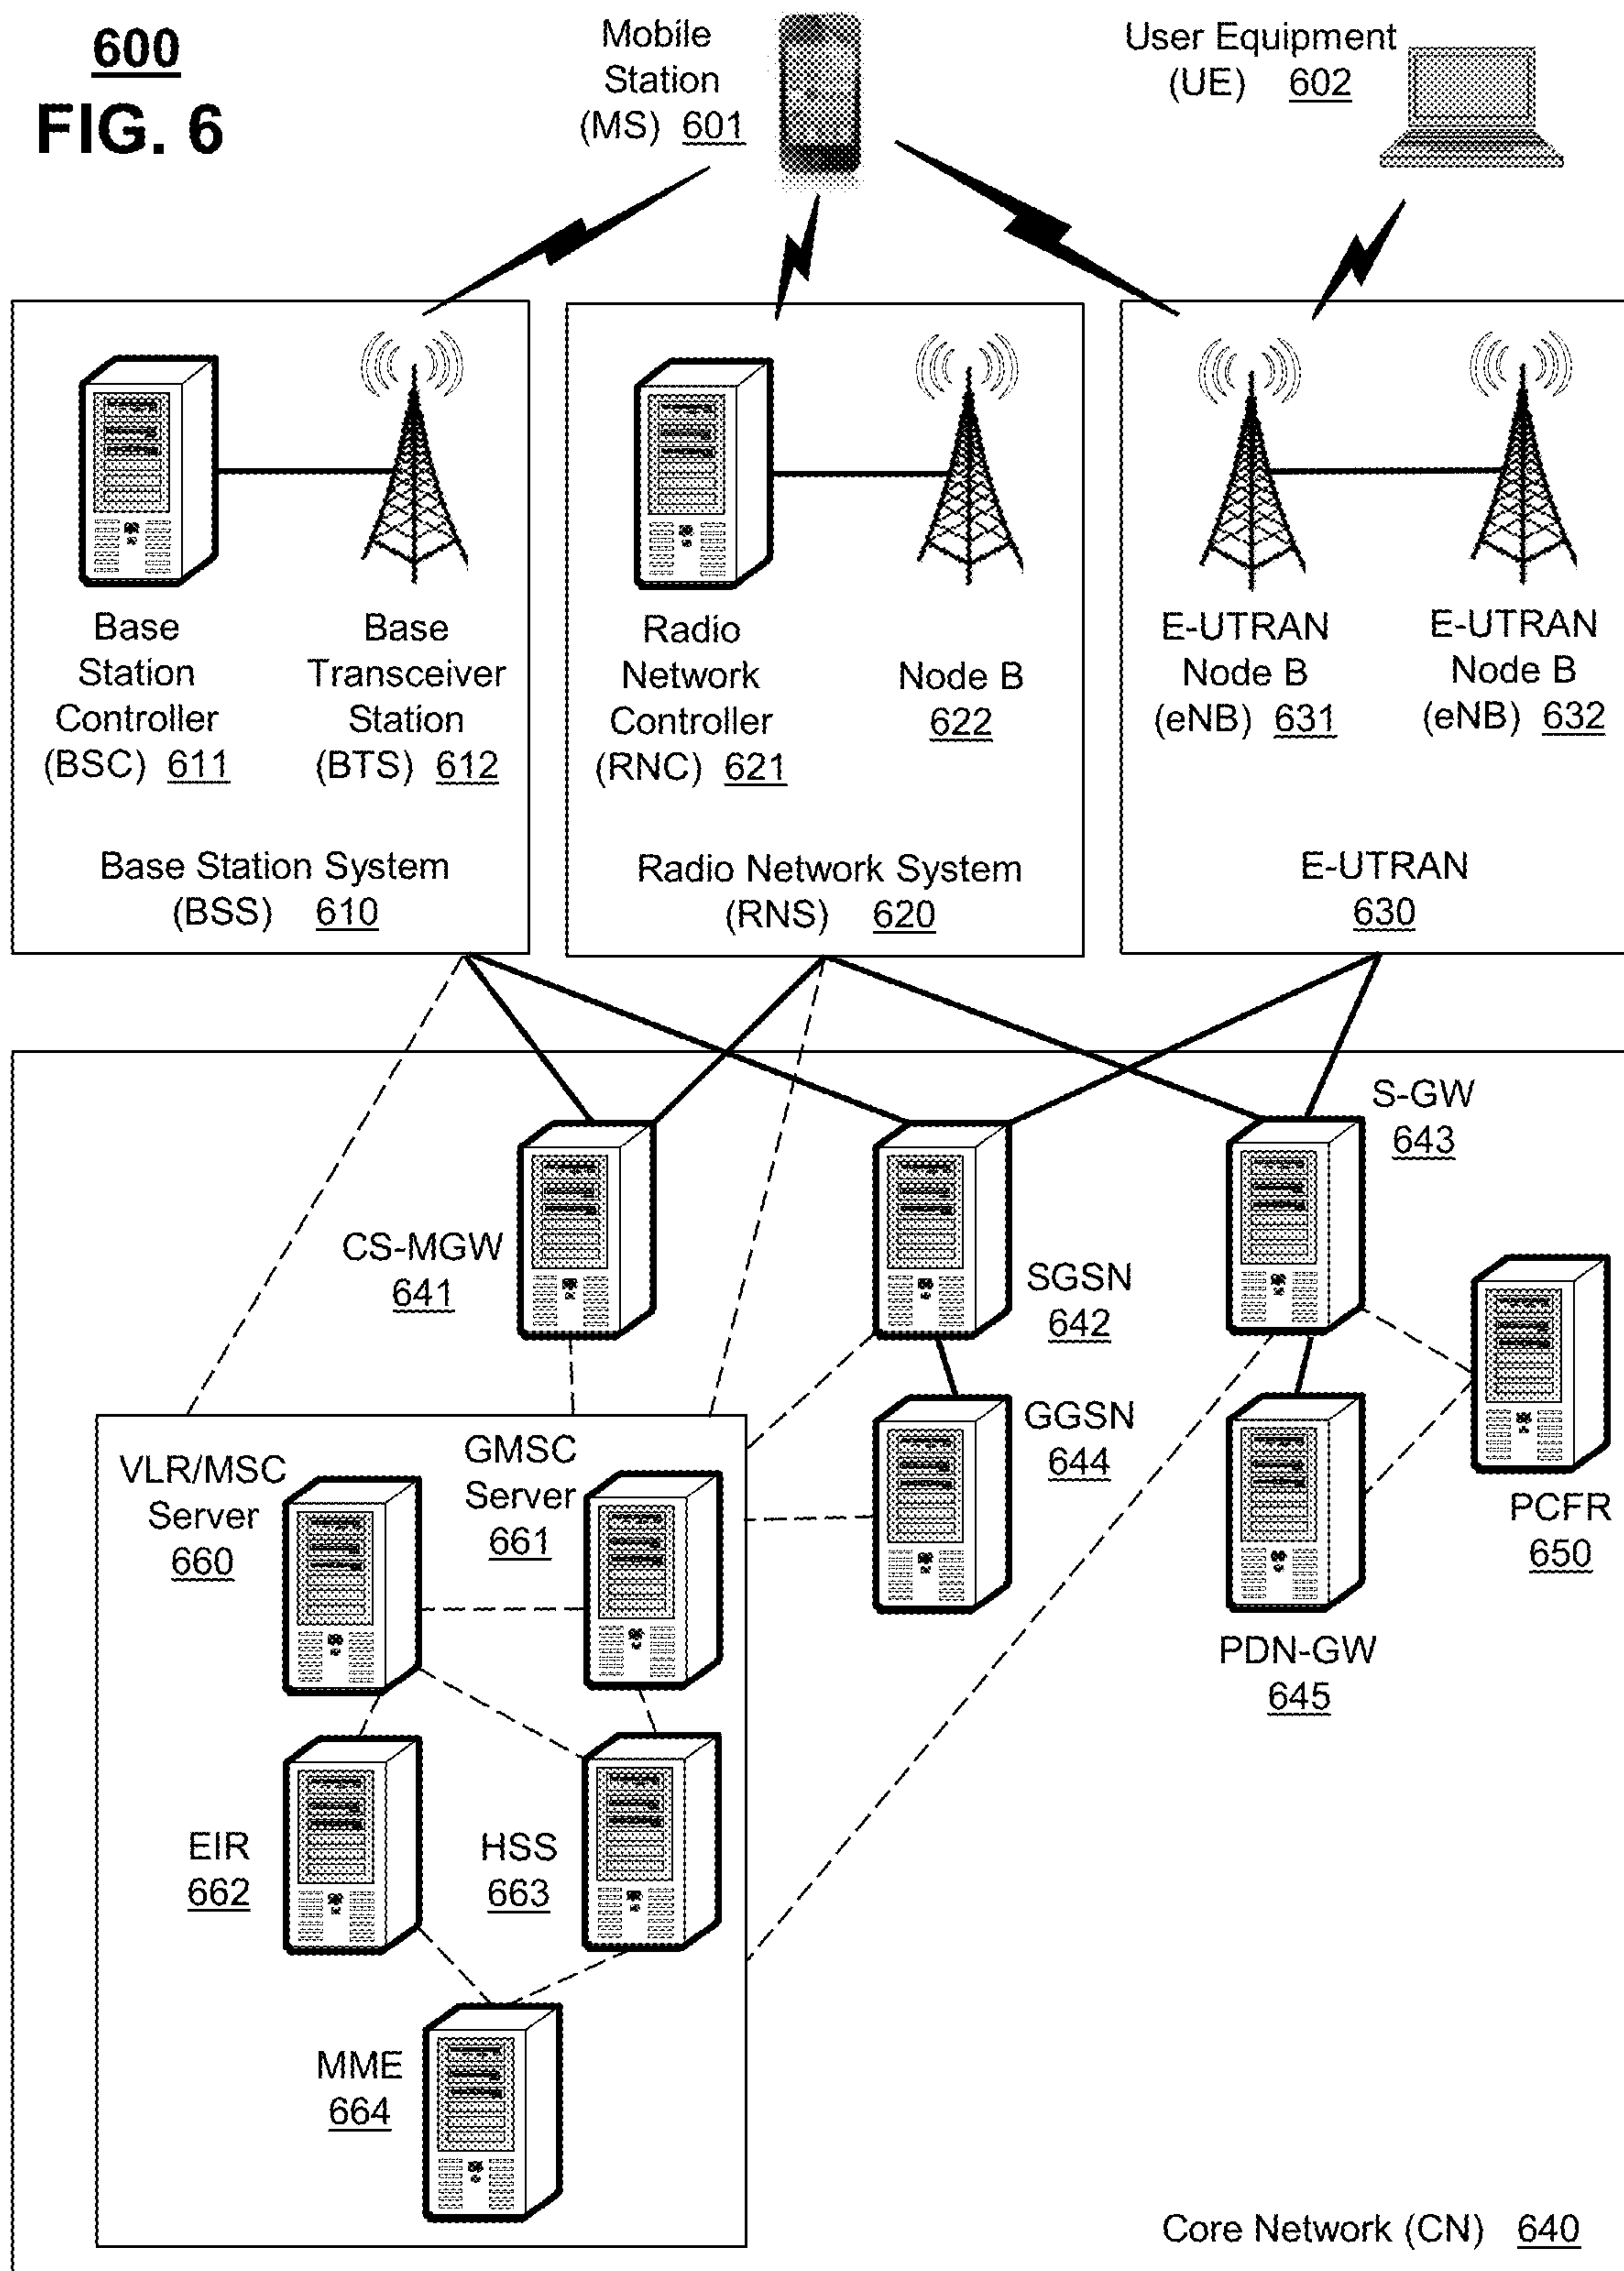 600
FIG. 6
Mobile
Station
(MS) 601
User Equipment
(UE) 602
Base
Station
Controller
(BSC) 611
Base
Transceiver
Station
(BTS) 612
Base Station System
(BSS) 610
Radio
Network
Controller
(RNC) 621
Node B
622
Radio Network System
(RNS) 620
E-UTRAN
Node B
(eNB) 631
E-UTRAN
Node B
(eNB) 632
E-UTRAN
630
CS-MGW
641
SGSN
642
S-GW
643
GGSN
644
PCFR
650
PDN-GW
645
VLR/MSC
Server
660
GMSC
Server
661
EIR
662
HSS
663
MME
664
Core Network (CN) 640